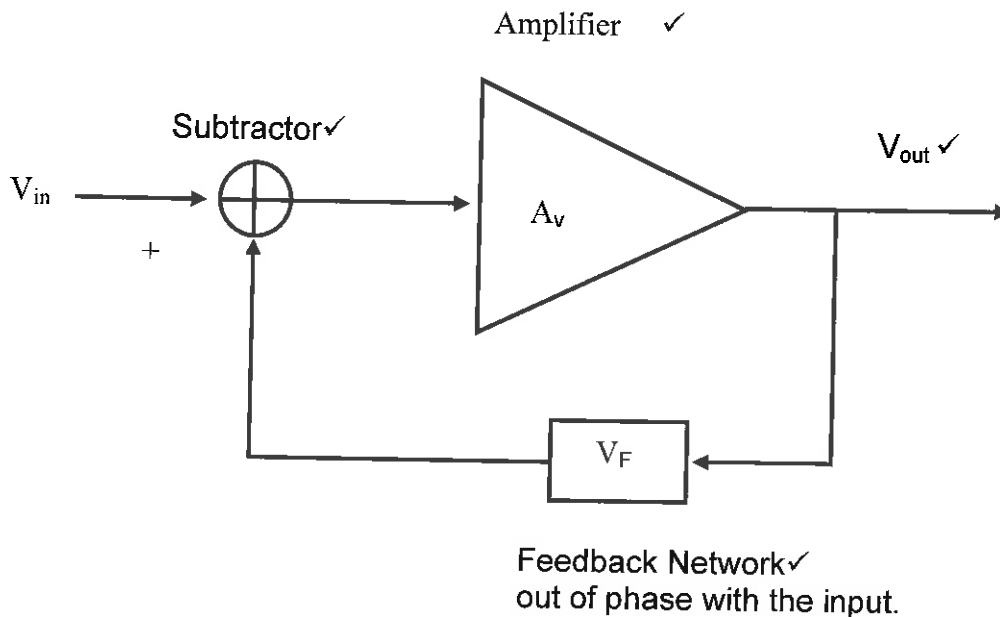 Amplifier ✓
Subtractor✓
Vout ✓
Vin
Av
+
VF
Feedback Network✓
out of phase with the input.